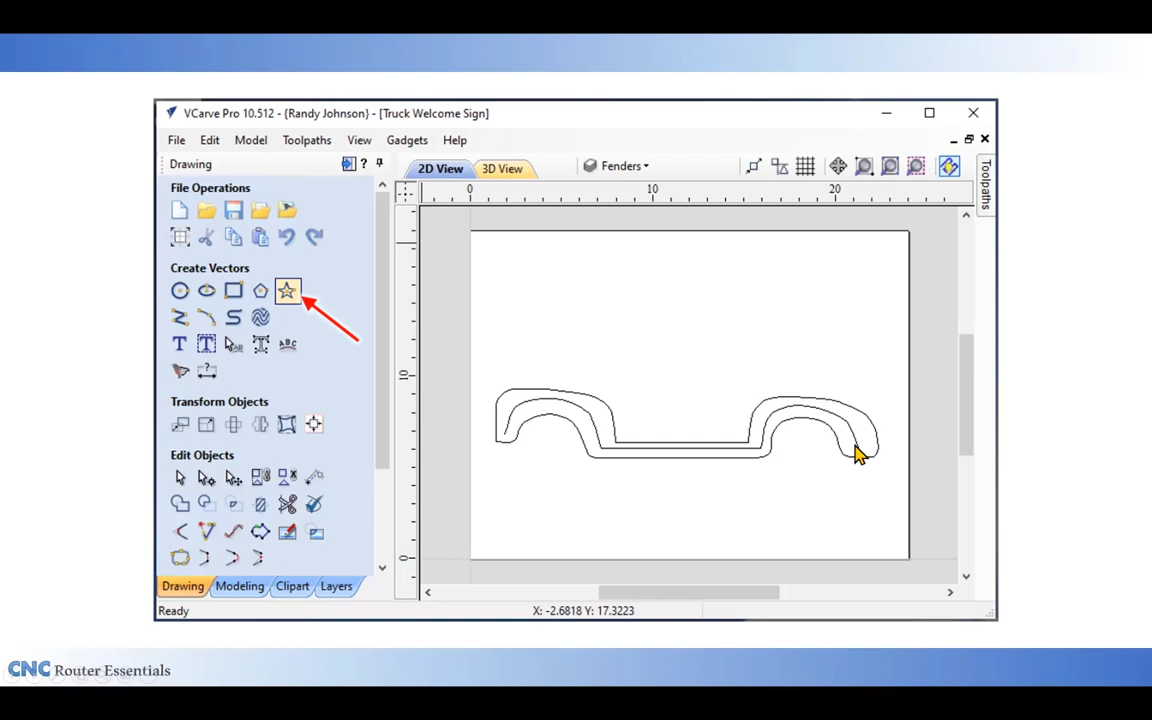 VCarve Pro 10.512 - {Randy Johnson} - [Truck Welcome Sign]
File Edit Model Toolpaths View Gadgets Help
Drawing
2D View 3D View Fenders
Toolpaths
0 10 20
File Operations
Create Vectors
Transform Objects
Edit Objects
10
0
Drawing Modeling Clipart Layers
Ready X: -2.6818 Y: 17.3223
CNC Router Essentials